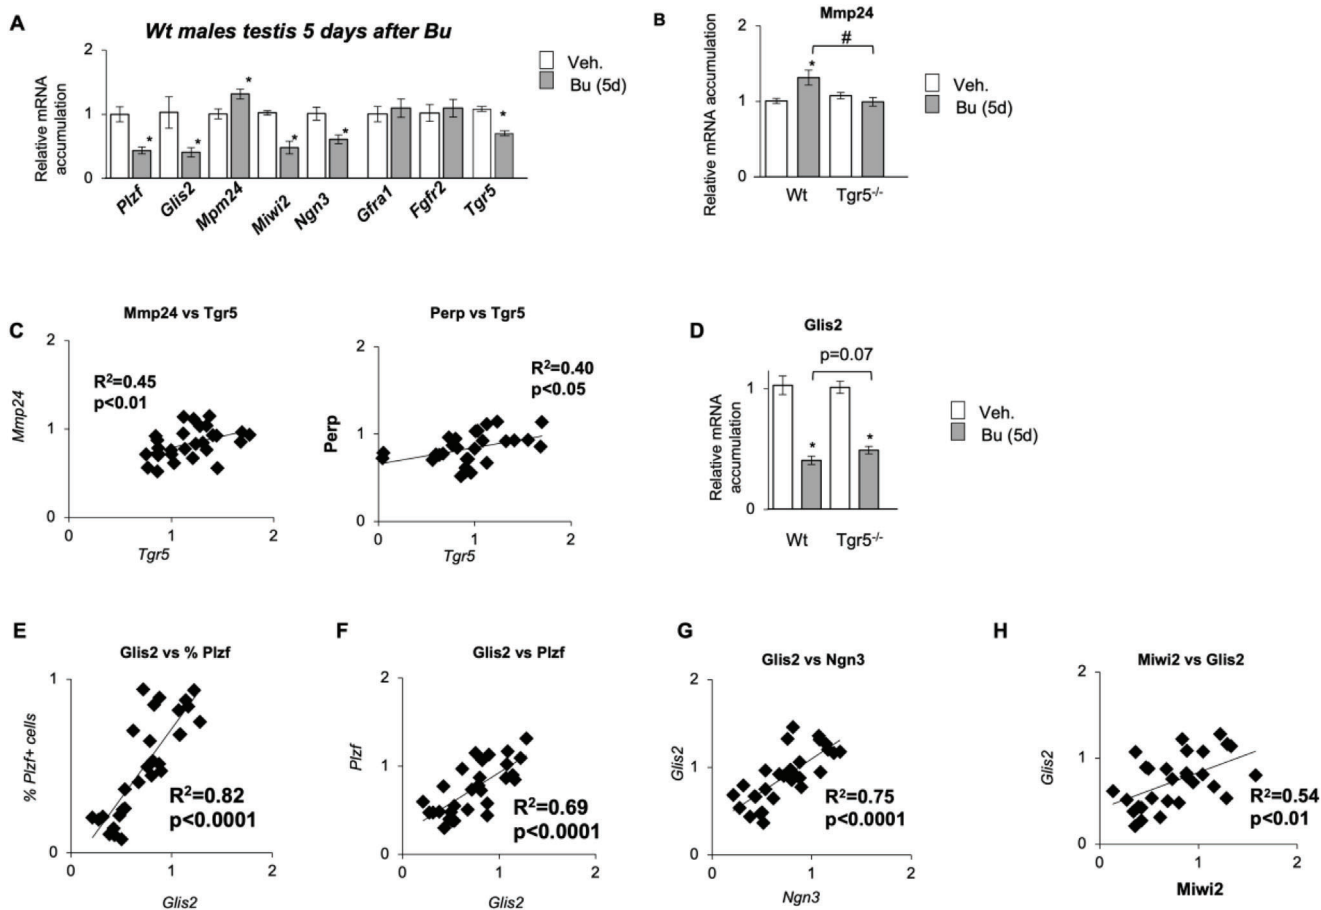 A
Wt males testis 5 days after Bu
Relative mRNA
accumulation
2
1
0
*
*
*
*
*
*
Veh.
Bu (5d)
Plzf
Glis2
Mpm24
Miwi2
Ngn3
Gfra1
Fgfr2
Tgr5
B
Mmp24
Relative mRNA accumulation
2
1
0
*
#
Veh.
Bu (5d)
Wt
Tgr5-/-
C
Mmp24 vs Tgr5
Mmp24
2
1
0
R2=0.45
p<0.01
0
1
2
Tgr5
Perp vs Tgr5
Perp
2
1
0
R2=0.40
p<0.05
0
1
2
Tgr5
D
Glis2
p=0.07
Relative mRNA
accumulation
1
0
*
*
Veh.
Bu (5d)
Wt
Tgr5-/-
E
Glis2 vs % Plzf
% Plzf+ cells
1
0
R2=0.82
p<0.0001
0
1
2
Glis2
F
Glis2 vs Plzf
Plzf
2
1
0
R2=0.69
p<0.0001
0
1
2
Glis2
G
Glis2 vs Ngn3
Glis2
2
1
0
R2=0.75
p<0.0001
0
1
2
Ngn3
H
Miwi2 vs Glis2
Glis2
2
1
0
R2=0.54
p<0.01
0
1
2
Miwi2